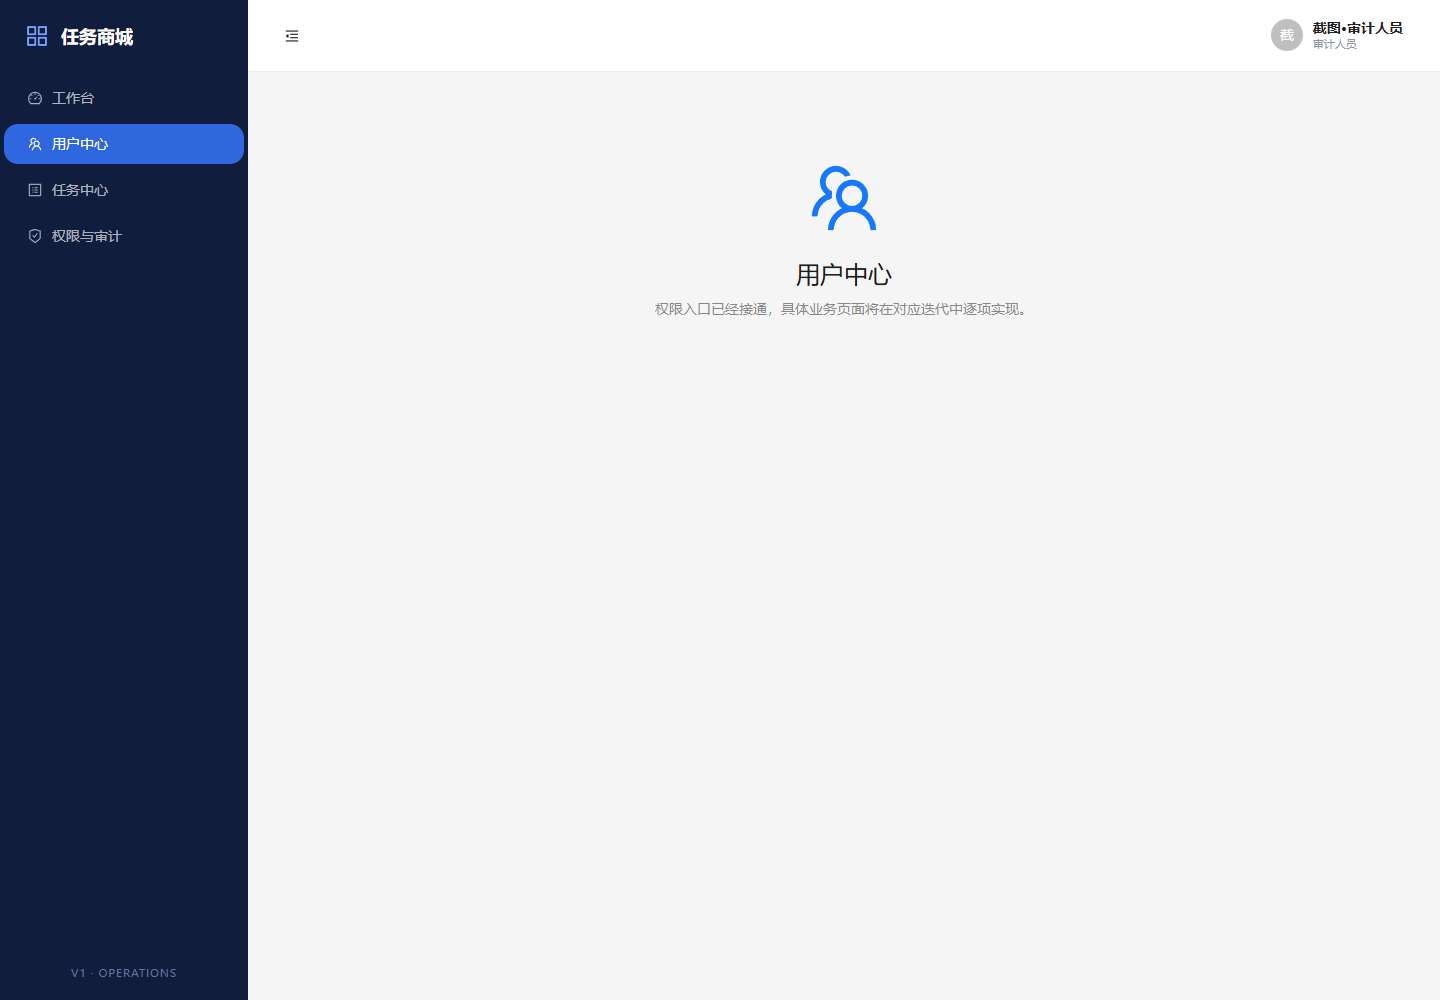 任务商城
工作台
用户中心
任务中心
权限与审计
V1 · OPERATIONS
截
截图•审计人员
审计人员
用户中心
权限入口已经接通，具体业务页面将在对应迭代中逐项实现。